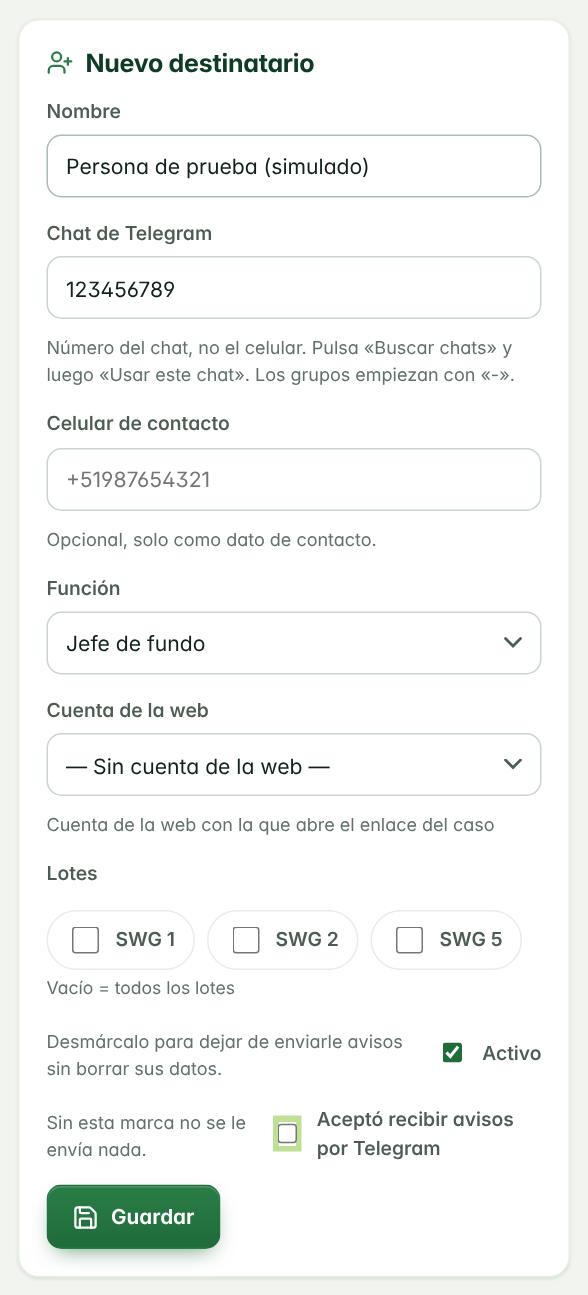 Nuevo destinatario
Nombre
Persona de prueba (simulado)
Chat de Telegram
123456789
Número del chat, no el celular. Pulsa «Buscar chats» y
luego «Usar este chat». Los grupos empiezan con «-».
Celular de contacto
+51987654321
Opcional, solo como dato de contacto.
Función
Jefe de fundo
Cuenta de la web
— Sin cuenta de la web —
Cuenta de la web con la que abre el enlace del caso
Lotes
SWG 1 SWG 2 SWG 5
Vacío = todos los lotes
Desmárcalo para dejar de enviarle avisos
sin borrar sus datos.
Activo
Sin esta marca no se le
envía nada.
Aceptó recibir avisos
por Telegram
Guardar